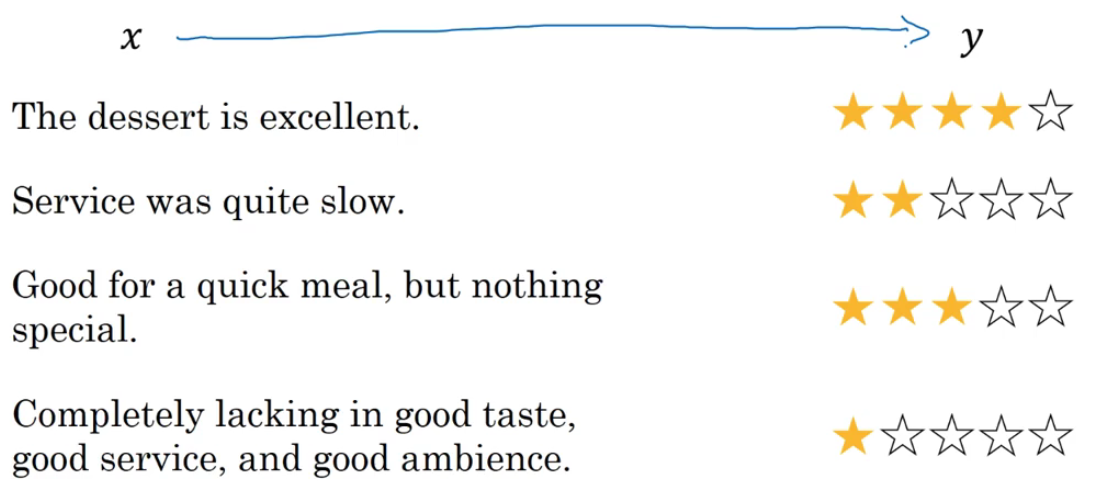 x y
The dessert is excellent.
Service was quite slow.
Good for a quick meal, but nothing
special.
Completely lacking in good taste,
good service, and good ambience.